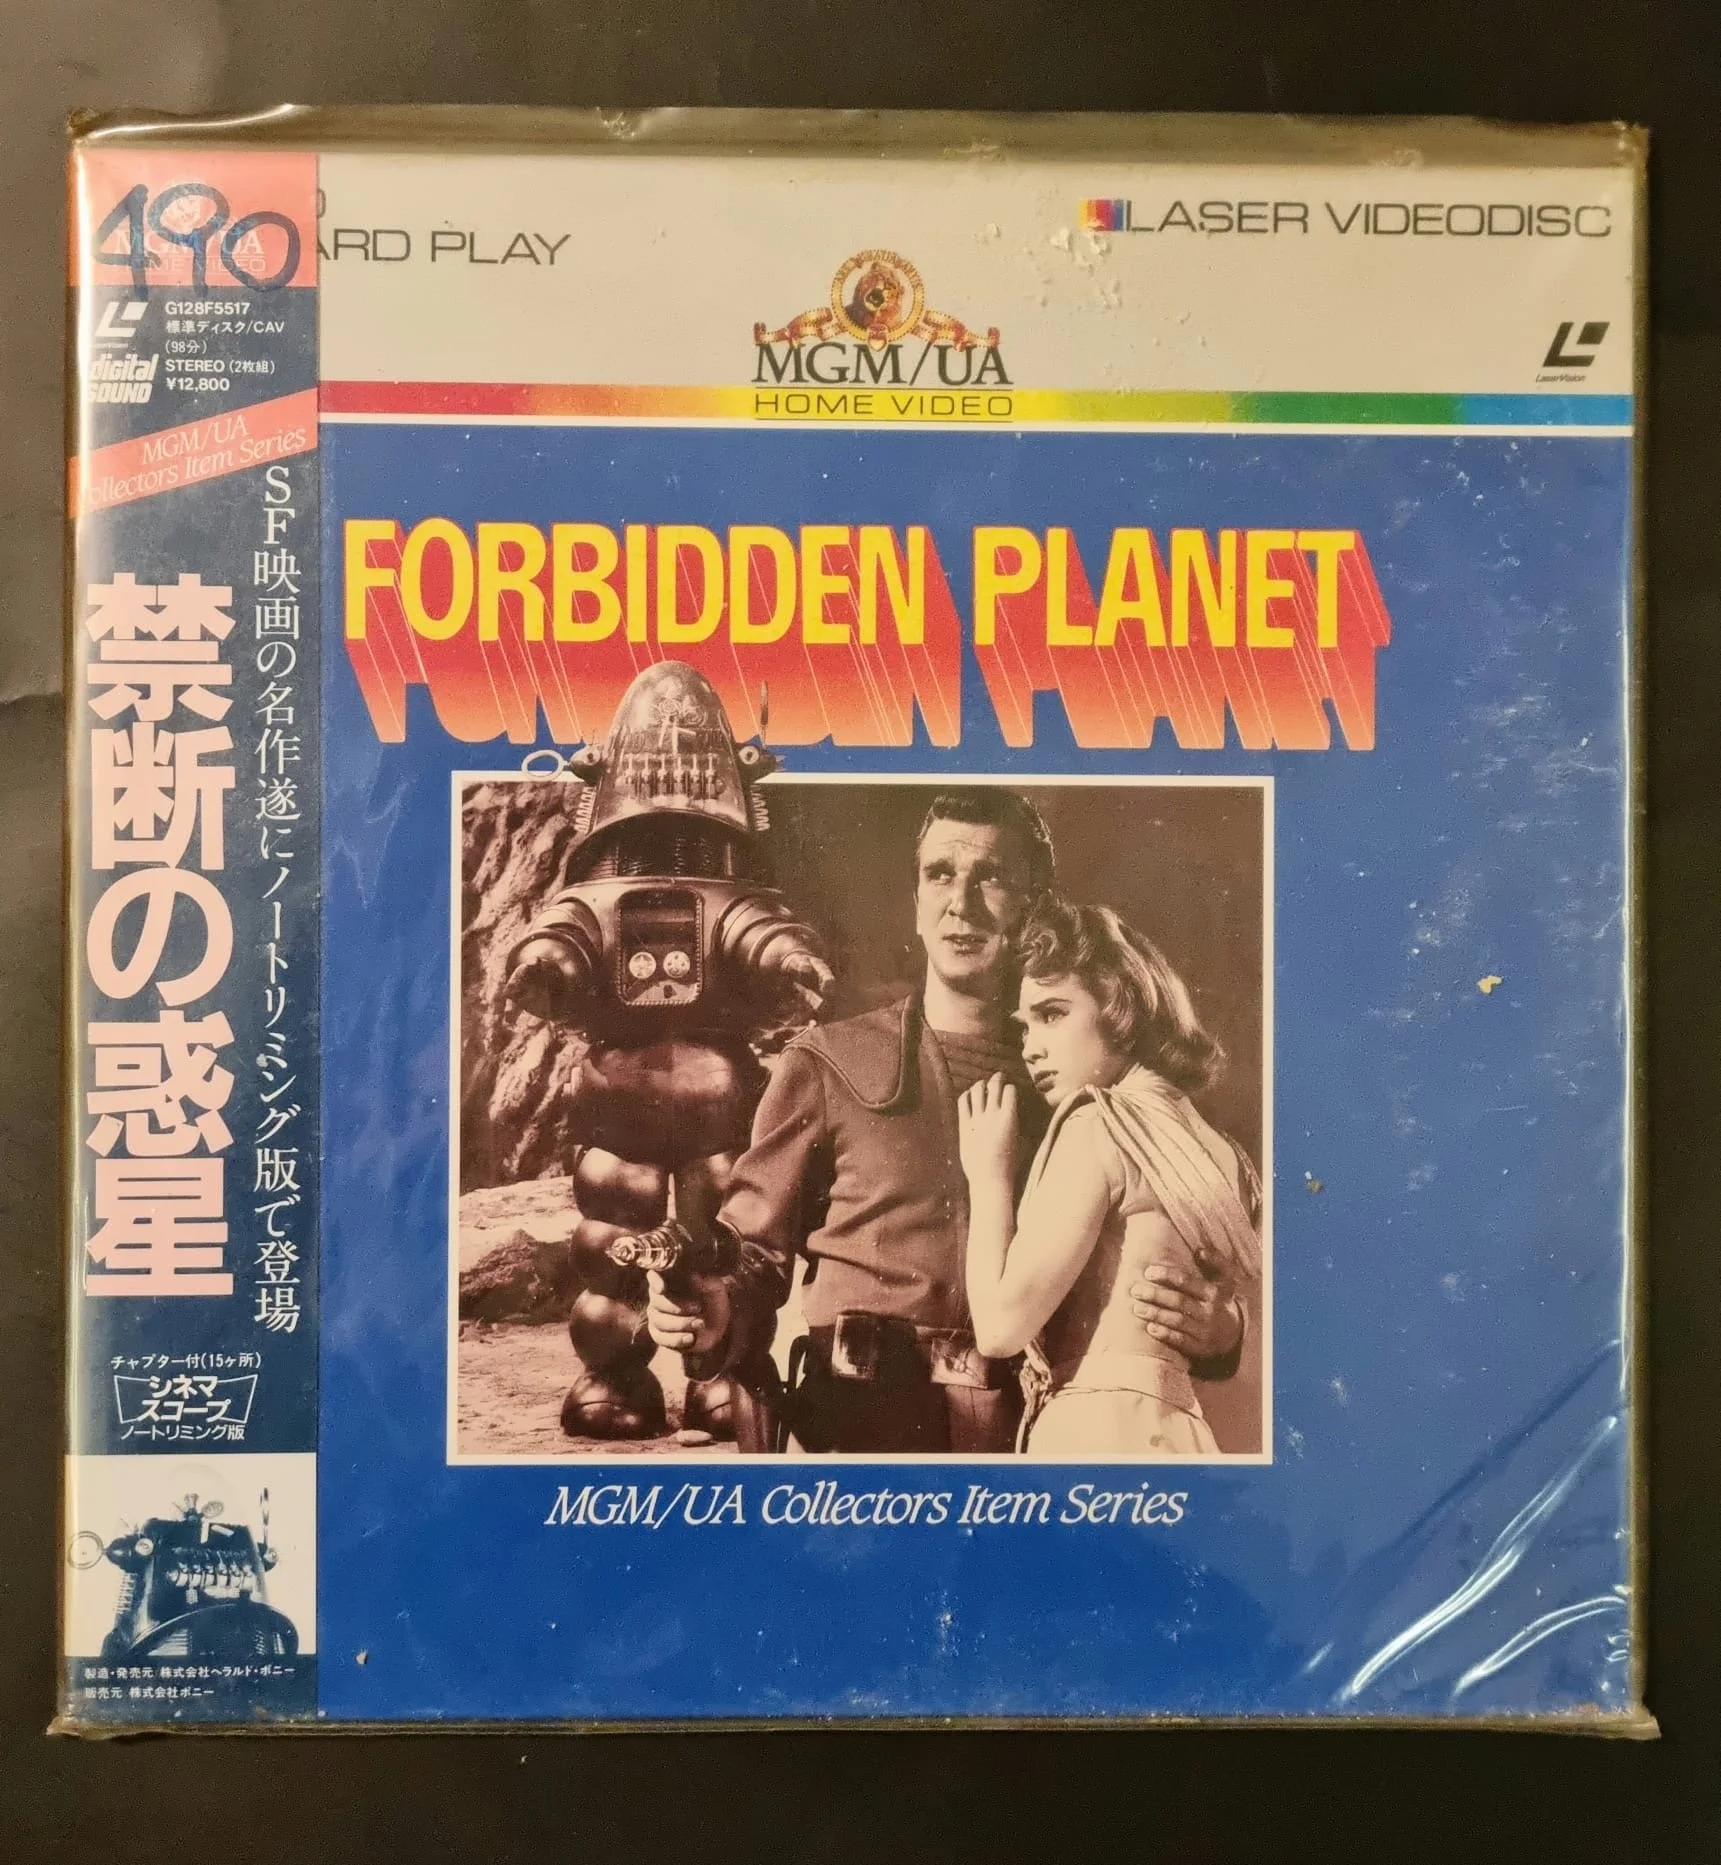 490
MGM/UA
HOME VIDEO
G128F5517
標準ディスク/CAV
(98分)
STEREO(2枚組)
¥12,800
LaserVision
digital
SOUND
MGM/UA
Collectors Item Series
SF映画の名作遂にノートリミング版で登場
禁断の惑星
チャプター付(15ヶ所)
シネマ
スコープ
ノートリミング版
製造・発売元 株式会社ヘラルド・ポニー
販売元 株式会社ポニー
ARD PLAY
LASER VIDEODISC
MGM/UA
HOME VIDEO
LaserVision
FORBIDDEN PLANET
MGM/UA Collectors Item Series